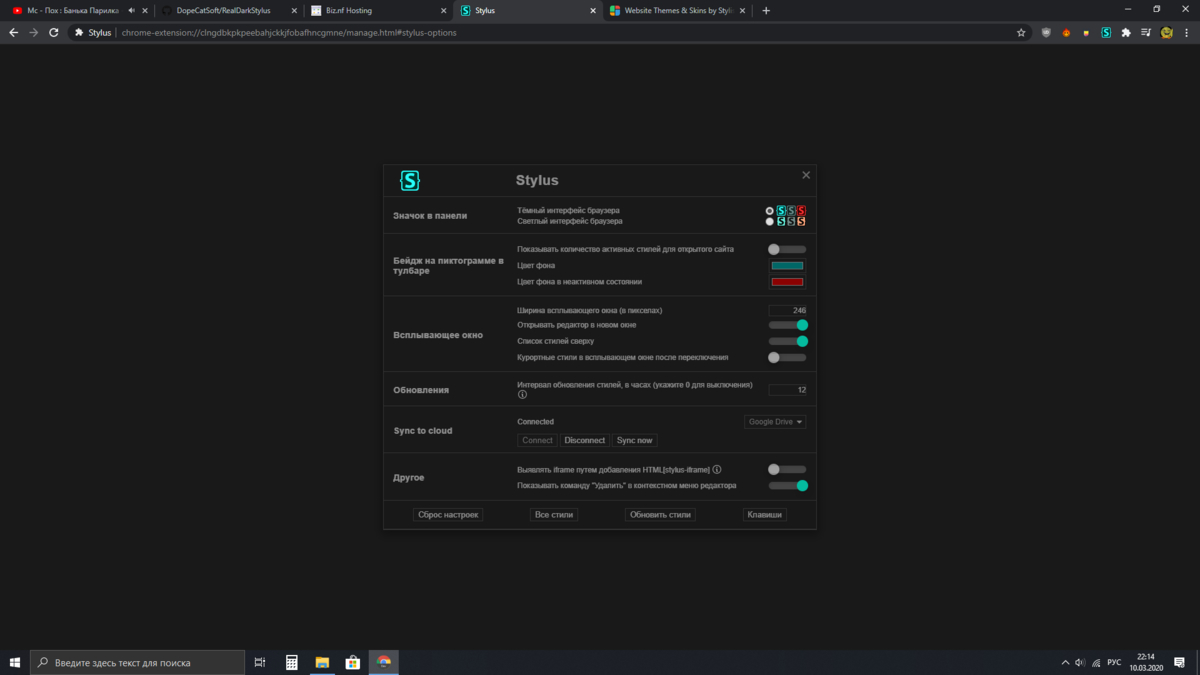 Мс - Пох : Банька Парилка
DopeCatSoft/RealDarkStylus
Biz.nf Hosting
Stylus
Website Themes & Skins by Styl
Stylus
chrome-extension://clngdbkpkpeebahjckkjfobafhncgmne/manage.html#stylus-options
Stylus
Значок в панели
Тёмный интерфейс браузера
Светлый интерфейс браузера
Бейдж на пиктограмме в
тулбаре
Показывать количество активных стилей для открытого сайта
Цвет фона
Цвет фона в неактивном состоянии
Всплывающее окно
Ширина всплывающего окна (в пикселах)
246
Открывать редактор в новом окне
Список стилей сверху
Курортные стили в всплывающем окне после переключения
Обновления
Интервал обновления стилей, в часах (укажите 0 для выключения)
12
Sync to cloud
Connected
Google Drive
Connect
Disconnect
Sync now
Другое
Выявлять iframe путем добавления HTML[stylus-iframe]
Показывать команду "Удалить" в контекстном меню редактора
Сброс настроек
Все стили
Обновить стили
Клавиши
Введите здесь текст для поиска
РУС
22:14
10.03.2020